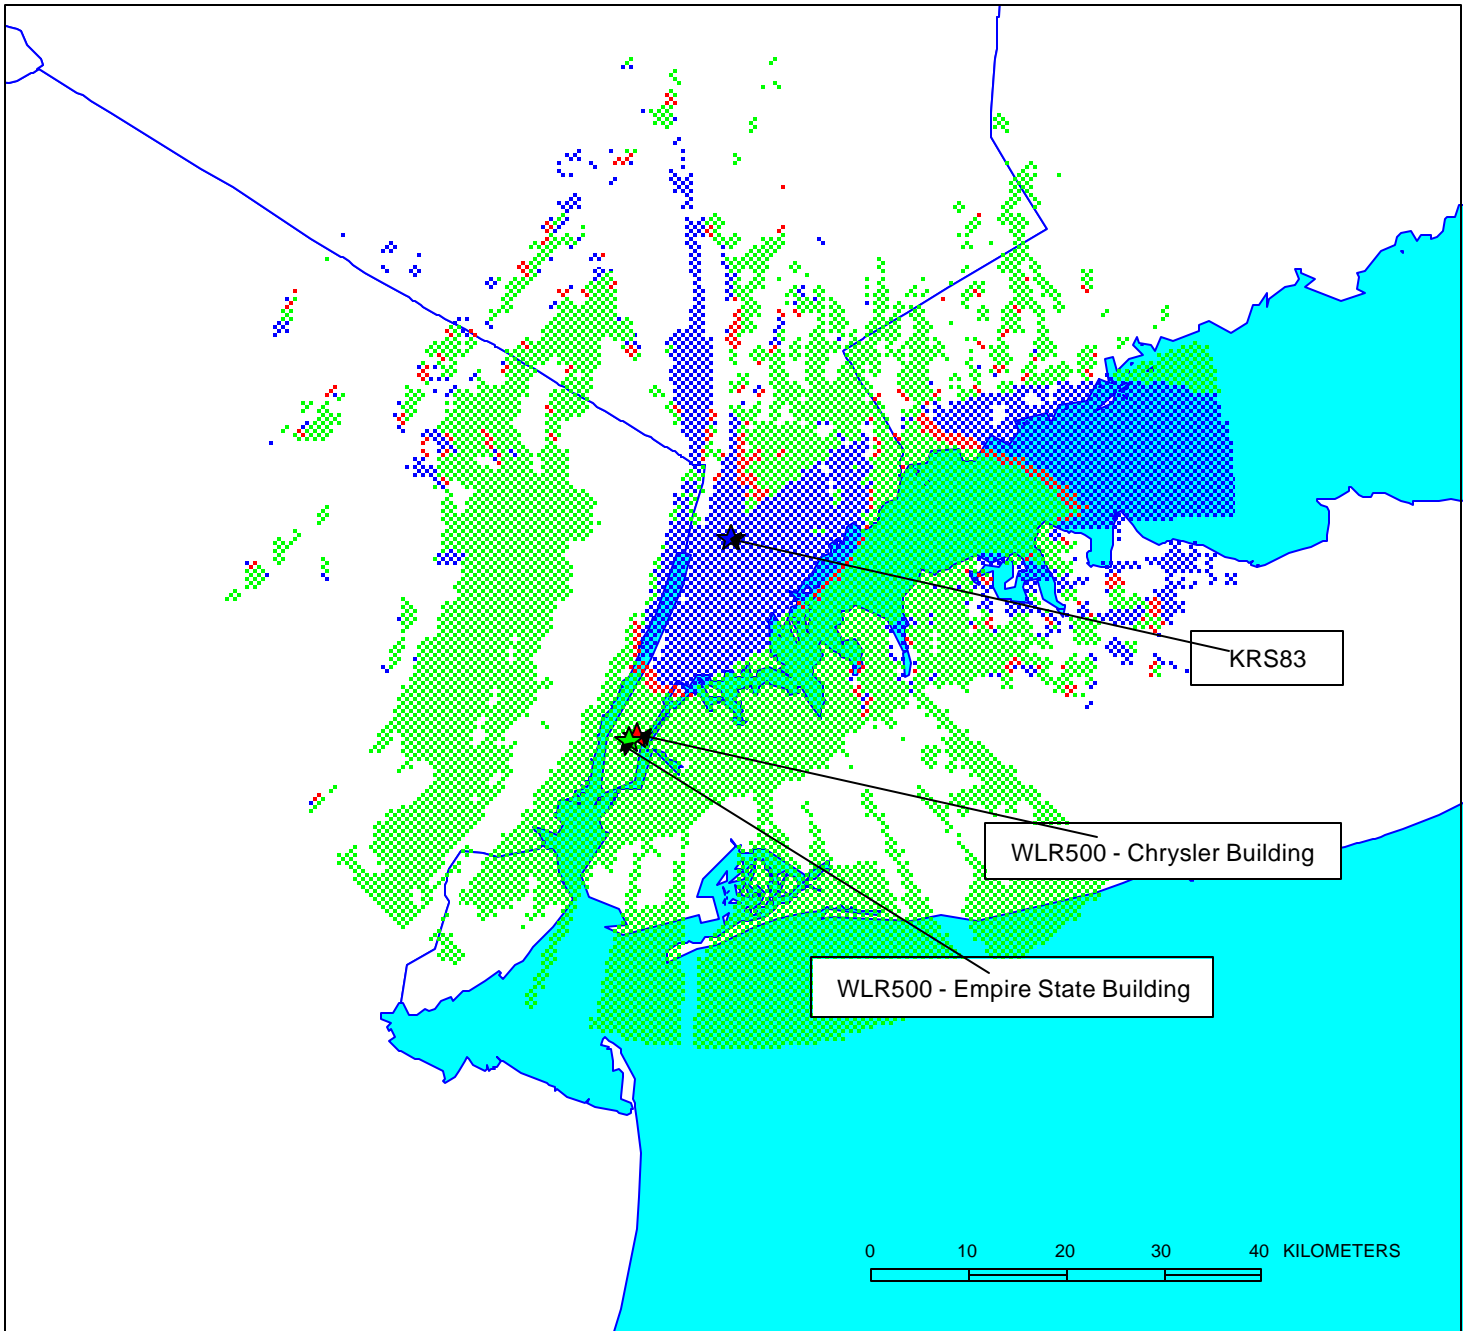 KRS83
WLR500 - Chrysler Building
WLR500 - Empire State Building
0 10 20 30 40 KILOMETERS